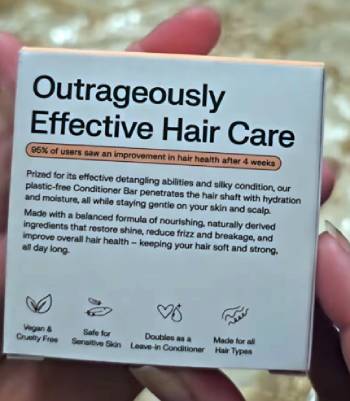 Outrageously
Effective Hair Care
95% of users saw an improvement in hair health after 4 weeks
Prized for its effective detangling abilities and silky condition, our
plastic-free Conditioner Bar penetrates the hair shaft with hydration
and moisture, all while staying gentle on your skin and scalp.
Made with a balanced formula of nourishing, naturally derived
ingredients that restore shine, reduce frizz and breakage, and
improve overall hair health – keeping your hair soft and strong,
all day long.
Vegan &
Cruelty Free
Safe for
Sensitive Skin
Doubles as a
Leave-in Conditioner
Made for all
Hair Types